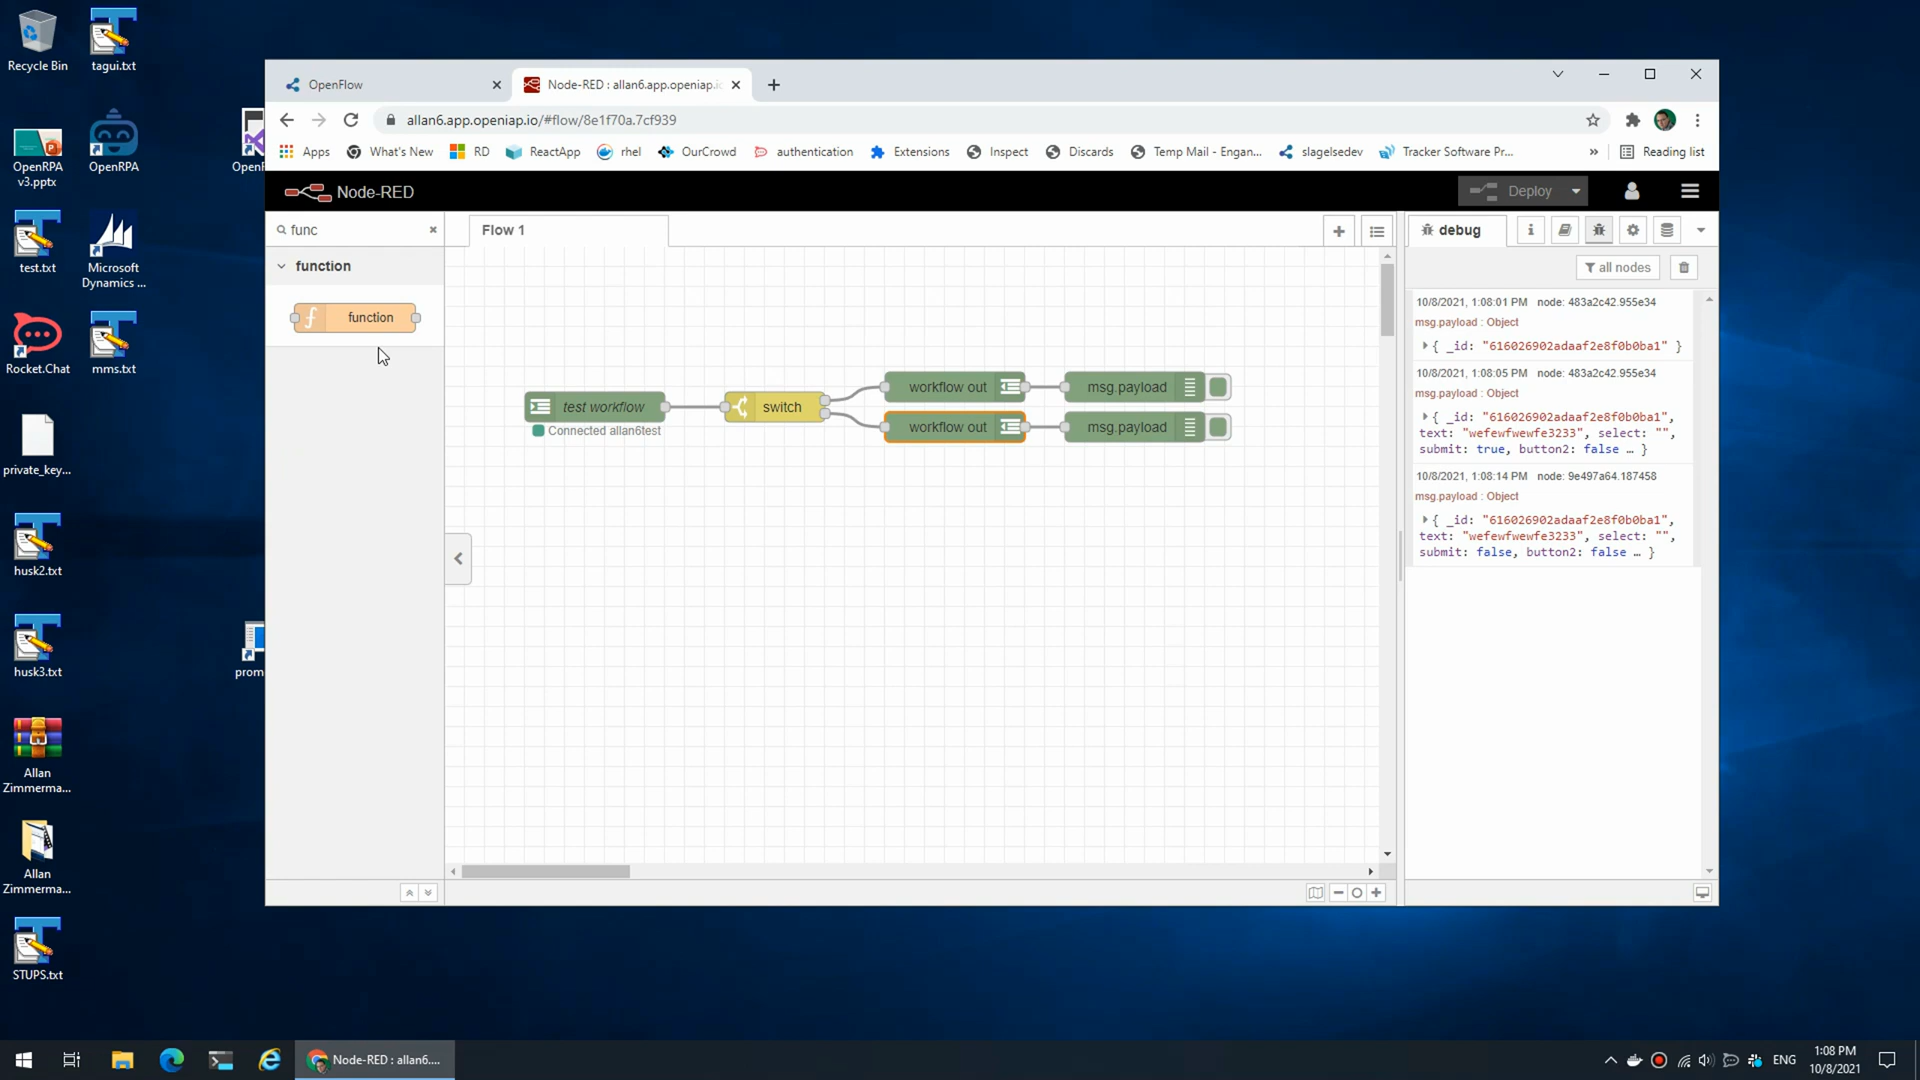 Recycle Bin
tagui.txt
OpenRPA
v3.pptx
OpenRPA
test.txt
Microsoft
Dynamics ...
Rocket.Chat
mms.txt
private_key...
husk2.txt
husk3.txt
Allan
Zimmerma...
Allan
Zimmerma...
STUPS.txt
OpenF
prom
OpenFlow
Node-RED : allan6.app.openiap.io
allan6.app.openiap.io/#flow/8e1f70a.7cf939
Apps
What's New
RD
ReactApp
rhel
OurCrowd
authentication
Extensions
Inspect
Discards
Temp Mail - Engan...
slagelsedev
Tracker Software Pr...
»
Reading list
Node-RED
Deploy
func
function
function
Flow 1
test workflow
Connected allan6test
switch
workflow out
msg.payload
workflow out
msg.payload
debug
all nodes
10/8/2021, 1:08:01 PM node: 483a2c42.955e34
msg.payload : Object
{ _id: "616026902adaaf2e8f0b0ba1" }
10/8/2021, 1:08:05 PM node: 483a2c42.955e34
msg.payload : Object
{ _id: "616026902adaaf2e8f0b0ba1",
text: "wefewfwewfe3233", select: "",
submit: true, button2: false … }
10/8/2021, 1:08:14 PM node: 9e497a64.187458
msg.payload : Object
{ _id: "616026902adaaf2e8f0b0ba1",
text: "wefewfwewfe3233", select: "",
submit: false, button2: false … }
Node-RED : allan6....
ENG
1:08 PM
10/8/2021